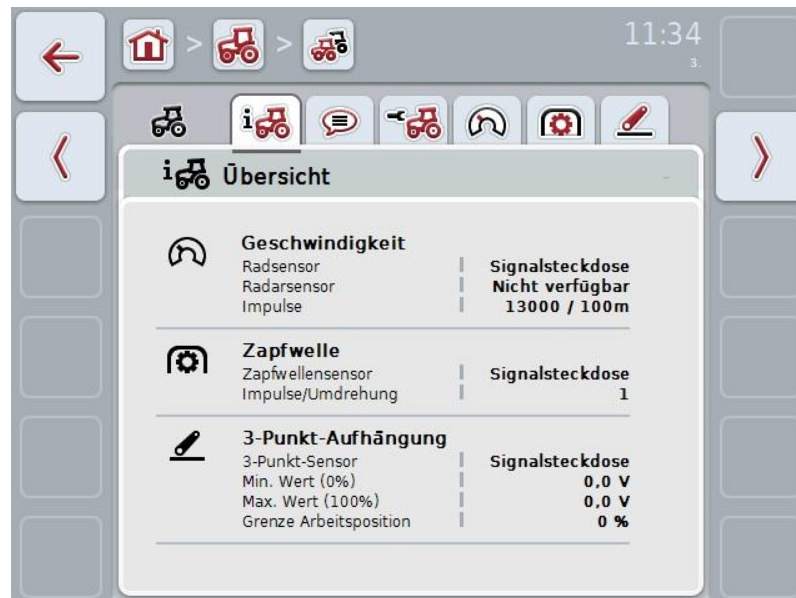 11:34
3.
Übersicht
Geschwindigkeit
Radsensor | Signalsteckdose
Radarsensor | Nicht verfügbar
Impulse | 13000 / 100m
Zapfwelle
Zapfwellensensor | Signalsteckdose
Impulse/Umdrehung | 1
3-Punkt-Aufhängung
3-Punkt-Sensor | Signalsteckdose
Min. Wert (0%) | 0,0 V
Max. Wert (100%) | 0,0 V
Grenze Arbeitsposition | 0 %